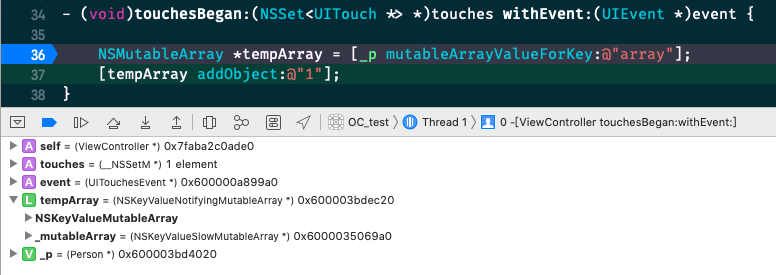 34 - (void)touchesBegan:(NSSet<UITouch *> *)touches withEvent:(UIEvent *)event {
35
36 NSMutableArray *tempArray = [_p mutableArrayValueForKey:@"array"];
37 [tempArray addObject:@"1"];
38 }
OC_test 〉 Thread 1 〉 0 -[ViewController touchesBegan:withEvent:]
A self = (ViewController *) 0x7faba2c0ade0
A touches = (__NSSetM *) 1 element
A event = (UITouchesEvent *) 0x600000a899a0
L tempArray = (NSKeyValueNotifyingMutableArray *) 0x600003bdec20
NSKeyValueMutableArray
_mutableArray = (NSKeyValueSlowMutableArray *) 0x6000035069a0
V _p = (Person *) 0x600003bd4020